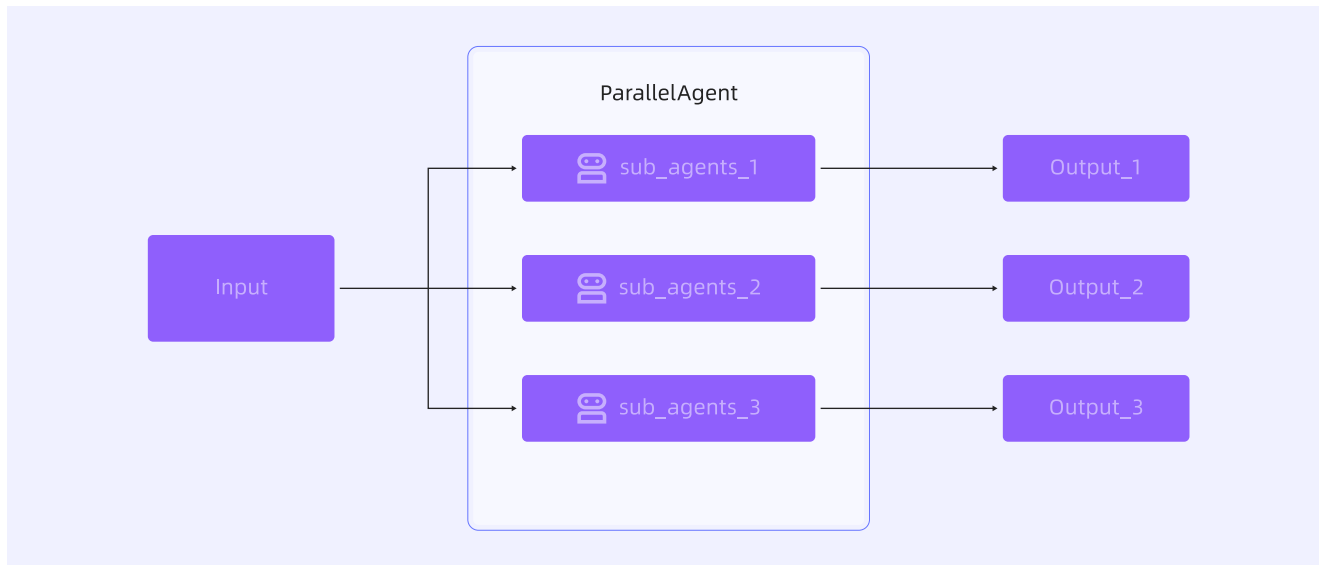 ParallelAgent
Input
sub_agents_1
Output_1
sub_agents_2
Output_2
sub_agents_3
Output_3